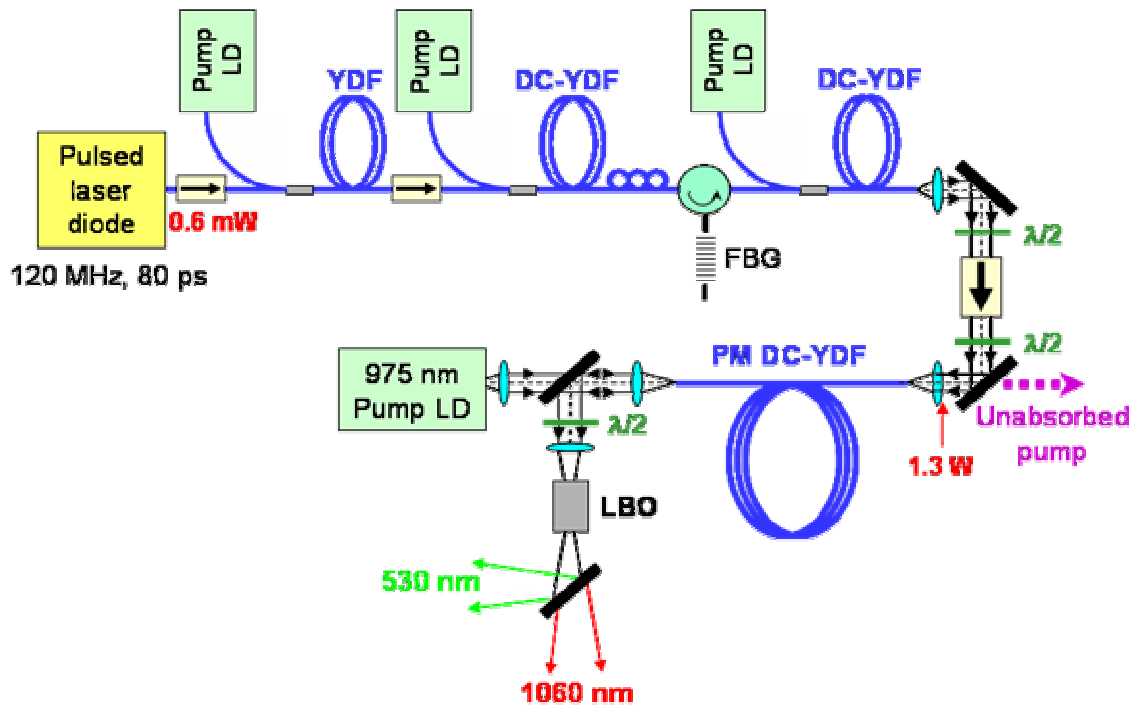 Pump
LD
YDF
Pump
LD
DC-YDF
Pump
LD
DC-YDF
Pulsed
laser
diode
0.6 mW
120 MHz, 80 ps
FBG
λ/2
λ/2
975 nm
Pump LD
PM DC-YDF
Unabsorbed
pump
1.3 W
λ/2
LBO
530 nm
1060 nm